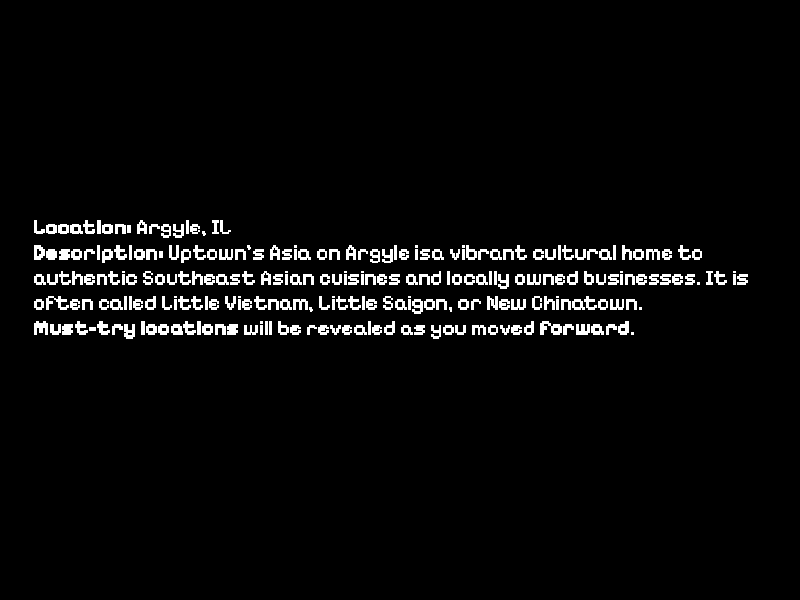 Location: Argyle, IL
Description: Uptown's Asia on Argyle isa vibrant cultural home to
authentic Southeast Asian cuisines and locally owned businesses. It is
often called Little Vietnam, Little Saigon, or New Chinatown.
Must-try locations will be revealed as you moved forward.